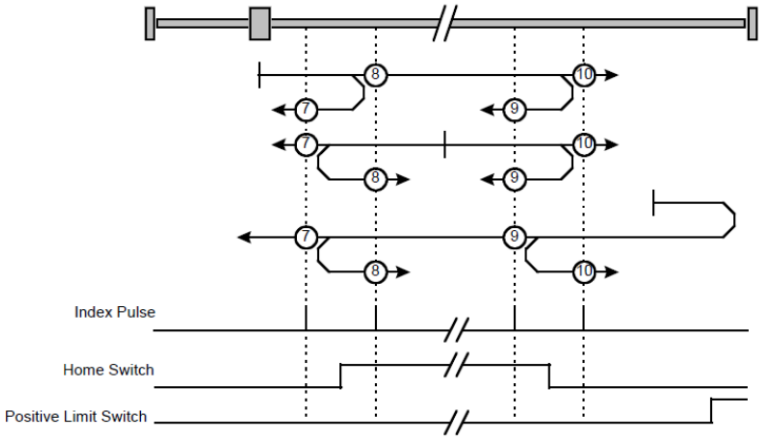 8 10
7 9
7 10
8 9
7 9
8 10
Index Pulse
Home Switch
Positive Limit Switch